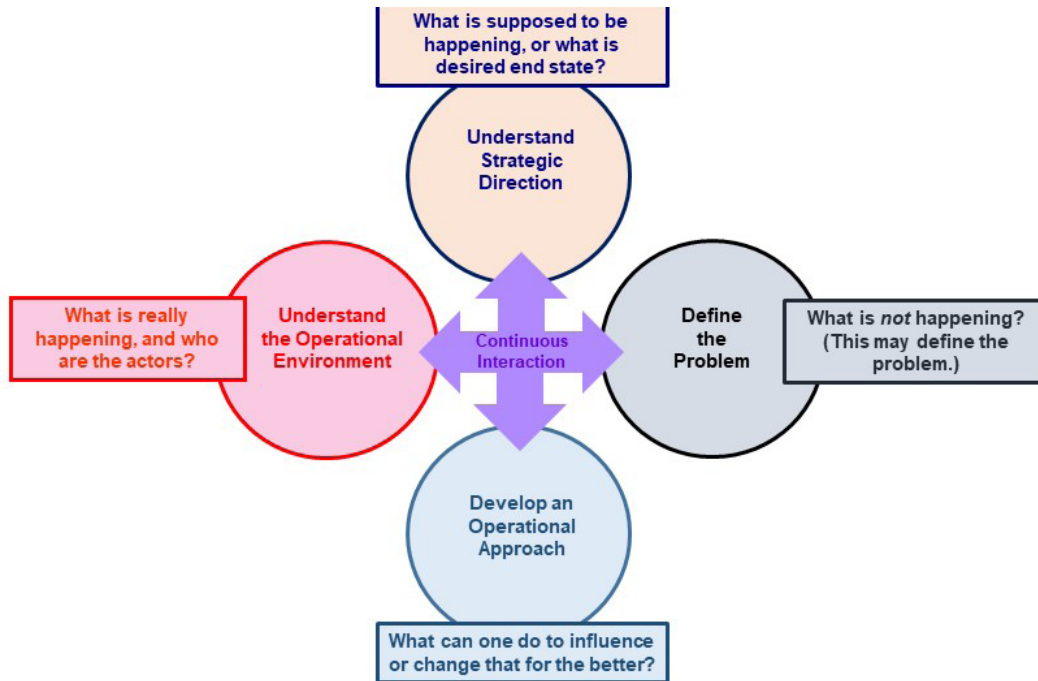 What is supposed to be
happening, or what is
desired end state?
Understand
Strategic
Direction
What is really
happening, and who
are the actors?
Understand
the Operational
Environment
Continuous
Interaction
Define
the
Problem
What is not happening?
(This may define the
problem.)
Develop an
Operational
Approach
What can one do to influence
or change that for the better?